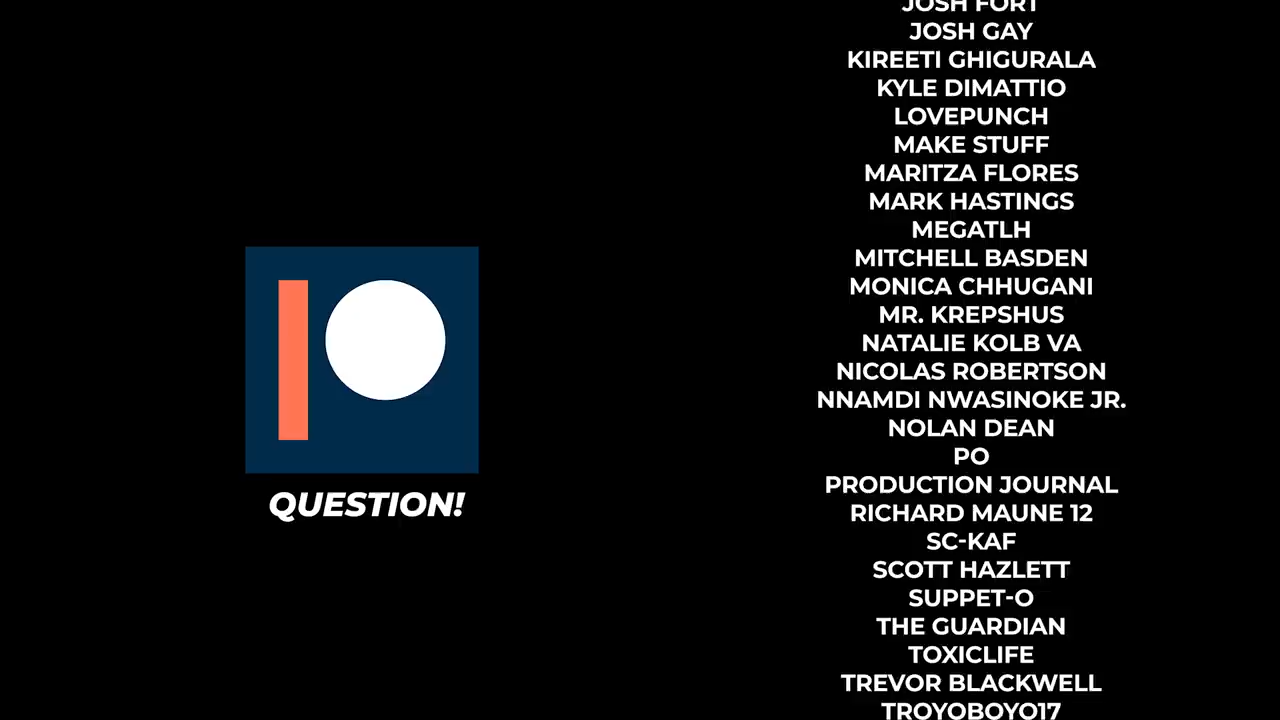 JOSH FORT
JOSH GAY
KIREETI GHIGURALA
KYLE DIMATTIO
LOVEPUNCH
MAKE STUFF
MARITZA FLORES
MARK HASTINGS
MEGATLH
MITCHELL BASDEN
MONICA CHHUGANI
MR. KREPSHUS
NATALIE KOLB VA
NICOLAS ROBERTSON
NNAMDI NWASINOKE JR.
NOLAN DEAN
PO
PRODUCTION JOURNAL
RICHARD MAUNE 12
SC-KAF
SCOTT HAZLETT
SUPPET-O
THE GUARDIAN
TOXICLIFE
TREVOR BLACKWELL
TROYOBOYO17
QUESTION!